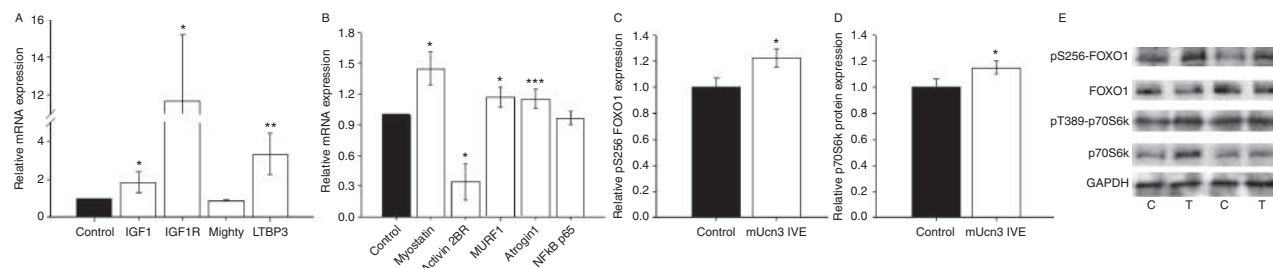 A
Relative mRNA expression
16
14
12
4
2
0
*
*
**
Control IGF1 IGF1R Mighty LTBP3
B
Relative mRNA expression
1.8
1.5
1.2
0.9
0.6
0.3
0.0
*
*
*
***
Control
Myostatin
Activin 2BR
MURF1
Atrogin1
NFkB p65
C
Relative pS256 FOXO1 expression
1.4
1.2
1.0
0.8
0.6
0.4
0.2
0.0
*
Control mUcn3 IVE
D
Relative p70S6k protein expression
1.4
1.2
1.0
0.8
0.6
0.4
0.2
0.0
*
Control mUcn3 IVE
E
pS256-FOXO1
FOXO1
pT389-p70S6k
p70S6k
GAPDH
C T C T